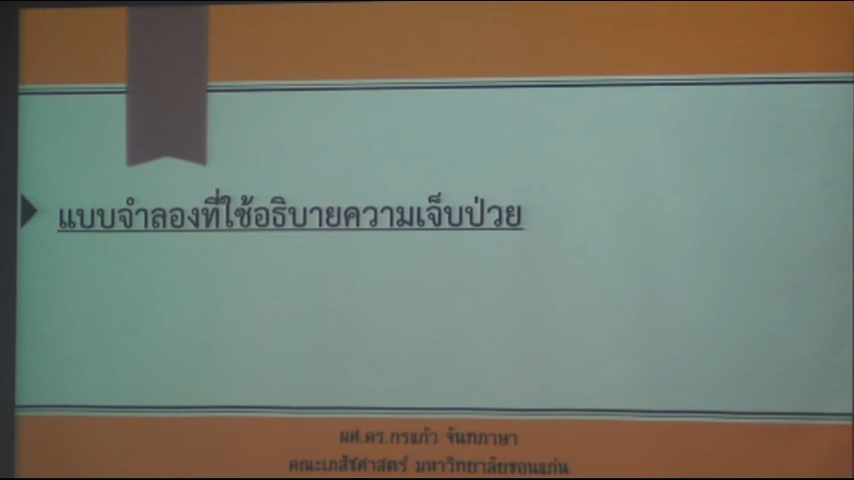 แบบจำลองที่ใช้อธิบายความเจ็บป่วย
ผศ.ดร.กรแก้ว จันทภาษา
คณะเภสัชศาสตร์ มหาวิทยาลัยขอนแก่น